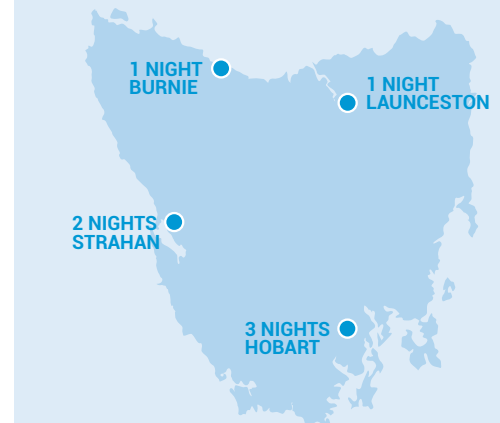 1 NIGHT
BURNIE
1 NIGHT
LAUNCESTON
2 NIGHTS
STRAHAN
3 NIGHTS
HOBART